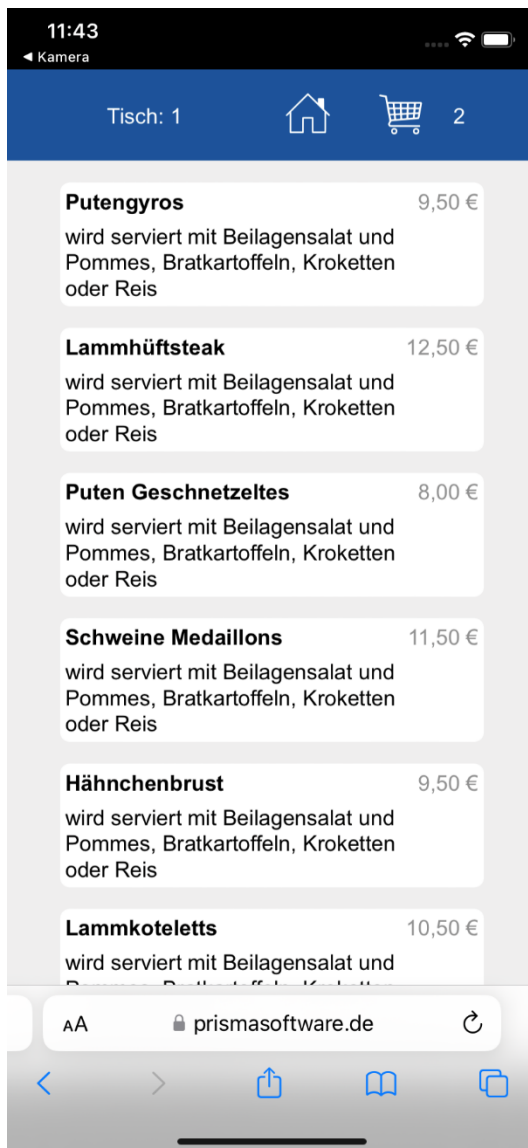 11:43
◀ Kamera
Tisch: 1
2
Putengyros 9,50 €
wird serviert mit Beilagensalat und
Pommes, Bratkartoffeln, Kroketten
oder Reis
Lammhüftsteak 12,50 €
wird serviert mit Beilagensalat und
Pommes, Bratkartoffeln, Kroketten
oder Reis
Puten Geschnetzeltes 8,00 €
wird serviert mit Beilagensalat und
Pommes, Bratkartoffeln, Kroketten
oder Reis
Schweine Medaillons 11,50 €
wird serviert mit Beilagensalat und
Pommes, Bratkartoffeln, Kroketten
oder Reis
Hähnchenbrust 9,50 €
wird serviert mit Beilagensalat und
Pommes, Bratkartoffeln, Kroketten
oder Reis
Lammkoteletts 10,50 €
wird serviert mit Beilagensalat und
AA prismasoftware.de